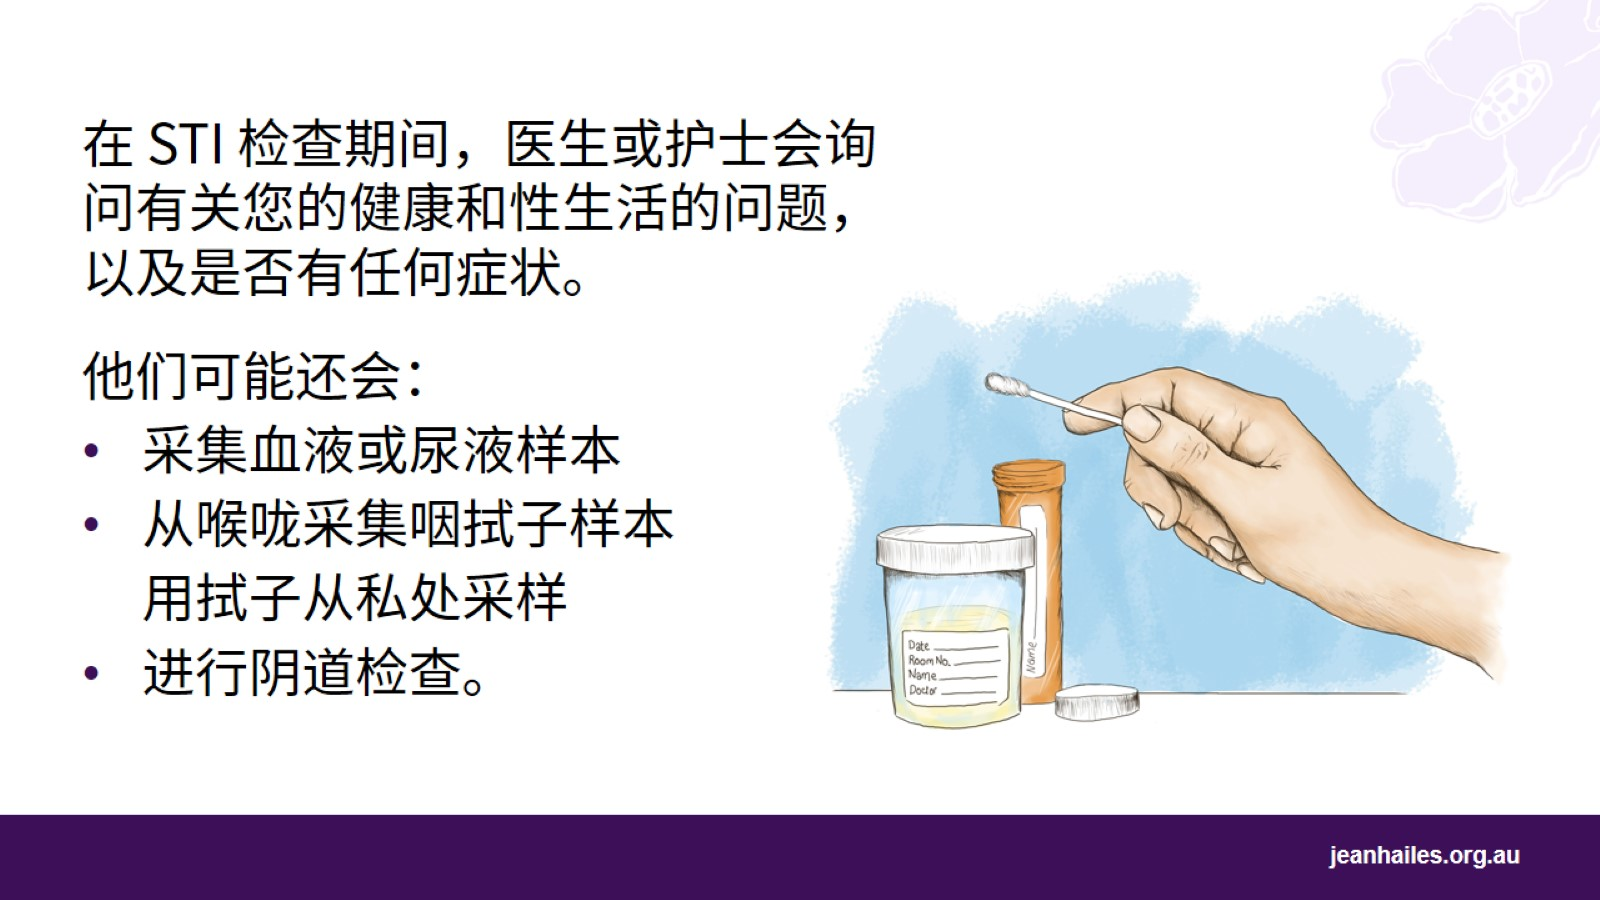 在 STI 检查期间，医生或护士会询
问有关您的健康和性生活的问题，
以及是否有任何症状。
他们可能还会：
• 采集血液或尿液样本
• 从喉咙采集咽拭子样本
用拭子从私处采样
• 进行阴道检查。
Date
Room No.
Name
Doctor
Name
jeanhailes.org.au